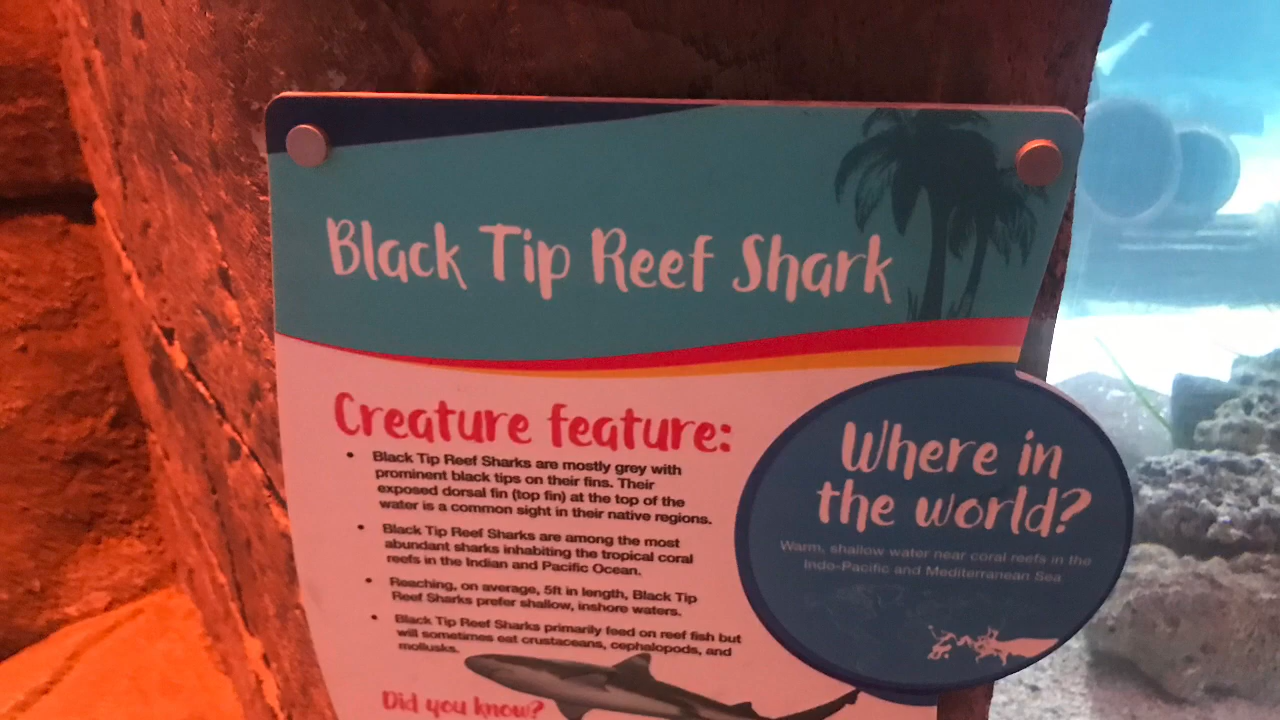 Black Tip Reef Shark
Creature feature:
• Black Tip Reef Sharks are mostly grey with
prominent black tips on their fins. Their
exposed dorsal fin (top fin) at the top of the
water is a common sight in their native regions.
• Black Tip Reef Sharks are among the most
abundant sharks inhabiting the tropical coral
reefs in the Indian and Pacific Ocean.
• Reaching, on average, 5ft in length, Black Tip
Reef Sharks prefer shallow, inshore waters.
• Black Tip Reef Sharks primarily feed on reef fish but
will sometimes eat crustaceans, cephalopods, and
mollusks.
Did you know?
Where in
the world?
Warm, shallow water near coral reefs in the
Indo-Pacific and Mediterranean Sea